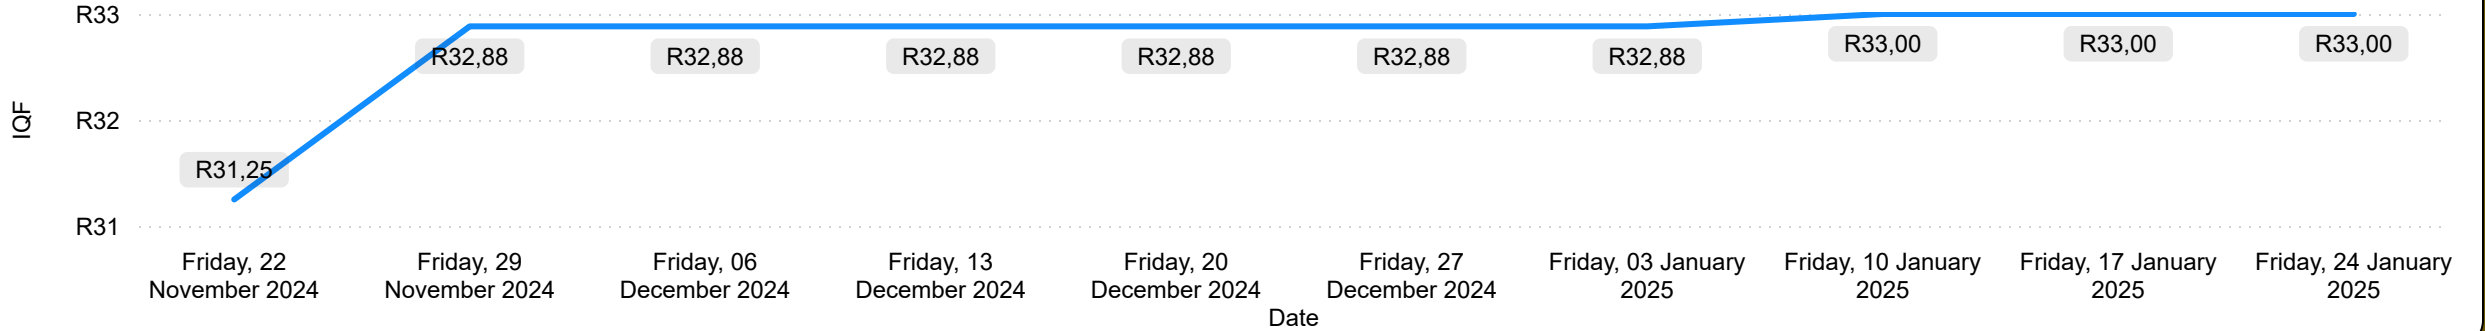 R33
R32
R31
IQF
R31,25
R32,88
R32,88
R32,88
R32,88
R32,88
R32,88
R33,00
R33,00
R33,00
Friday, 22
November 2024
Friday, 29
November 2024
Friday, 06
December 2024
Friday, 13
December 2024
Friday, 20
December 2024
Friday, 27
December 2024
Friday, 03 January
2025
Friday, 10 January
2025
Friday, 17 January
2025
Friday, 24 January
2025
Date